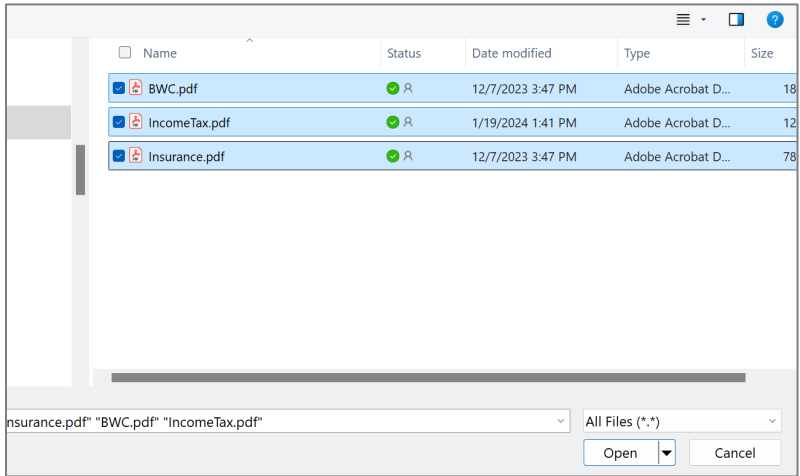 Name Status Date modified Type Size
BWC.pdf 12/7/2023 3:47 PM Adobe Acrobat D... 18
IncomeTax.pdf 1/19/2024 1:41 PM Adobe Acrobat D... 12
Insurance.pdf 12/7/2023 3:47 PM Adobe Acrobat D... 78
nsurance.pdf" "BWC.pdf" "IncomeTax.pdf" All Files (*.*)
Open Cancel